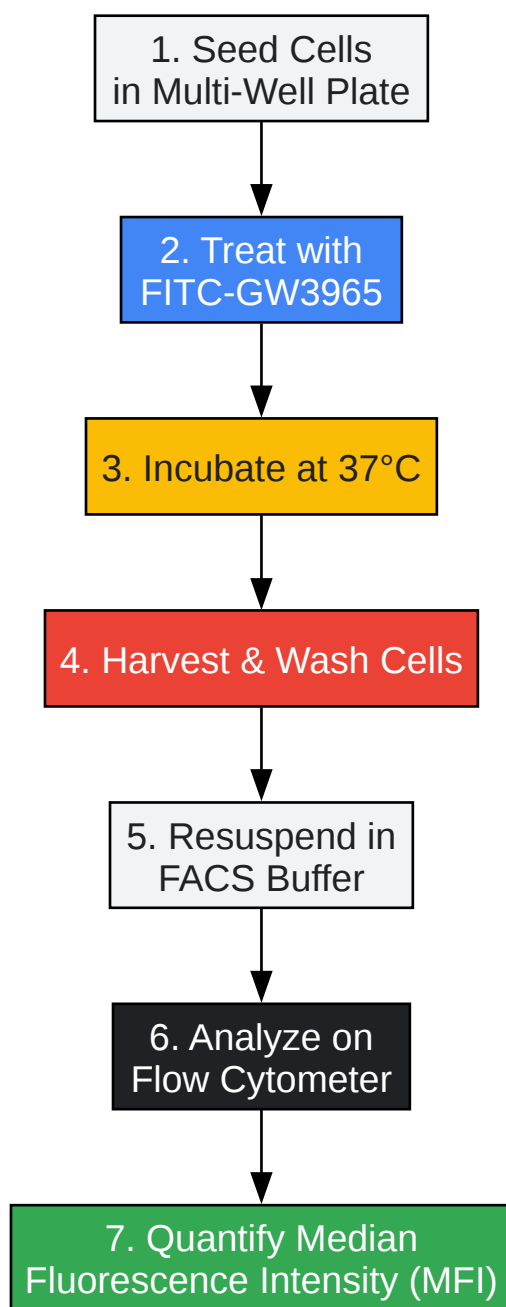 1. Seed Cells
in Multi-Well Plate
2. Treat with
FITC-GW3965
3. Incubate at 37°C
4. Harvest & Wash Cells
5. Resuspend in
FACS Buffer
6. Analyze on
Flow Cytometer
7. Quantify Median
Fluorescence Intensity (MFI)